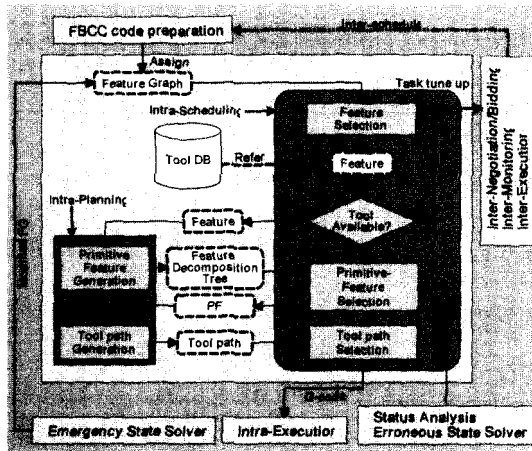 FBCC code preparation
Inter-schedule
Assign
Feature Graph
Task tune up
Intra-Scheduling
Feature
Selection
Inter-Negotiation/Bidding
Inter-Monitoring
Inter-Execution
Tool DB
Refer
Feature
Intra-Planning
Feature
Tool
Available?
Primitive
Feature
Generation
Feature
Decomposition
Tree
Primitive-
Feature
Selection
PF
Tool path
Generation
Tool path
Tool path
Selection
FG
G-code
Emergency State Solver
Intra-Execution
Status Analysis
Erroneous State Solver